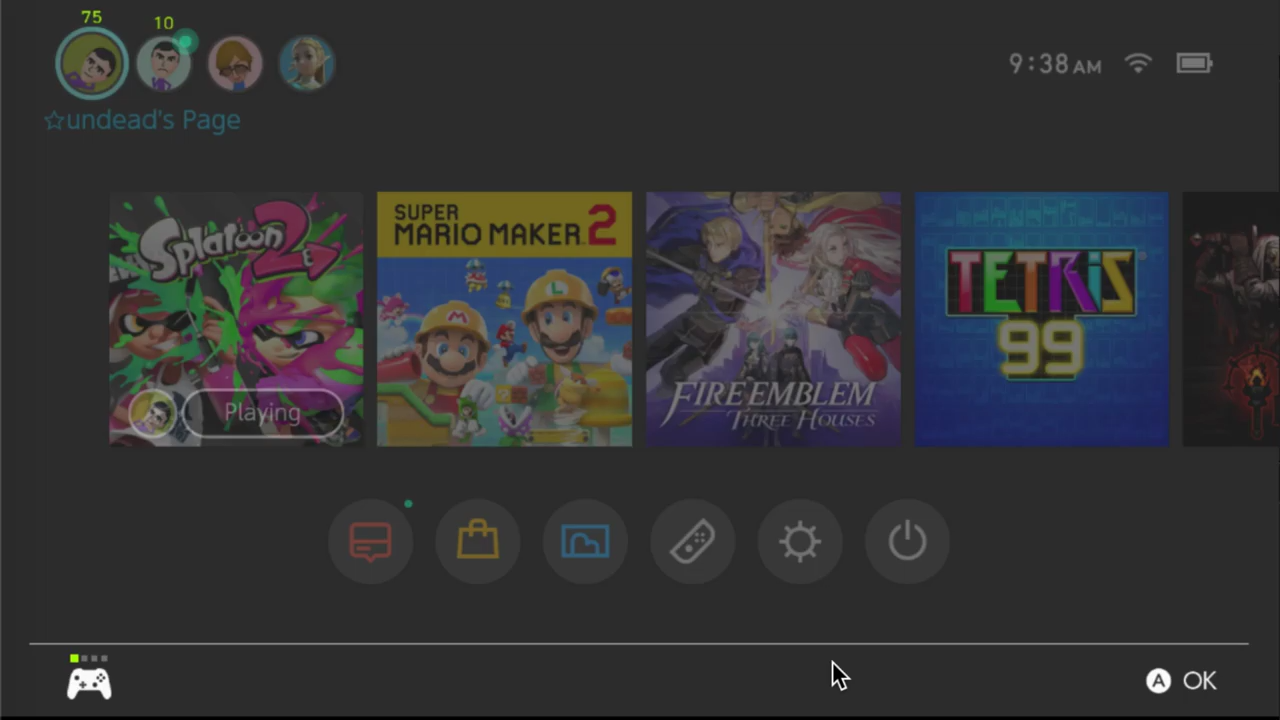 75
10
9:38 AM
☆undead's Page
Splatoon 2
Playing
SUPER
MARIO MAKER 2
FIRE EMBLEM
THREE HOUSES
TETRIS
99
A OK